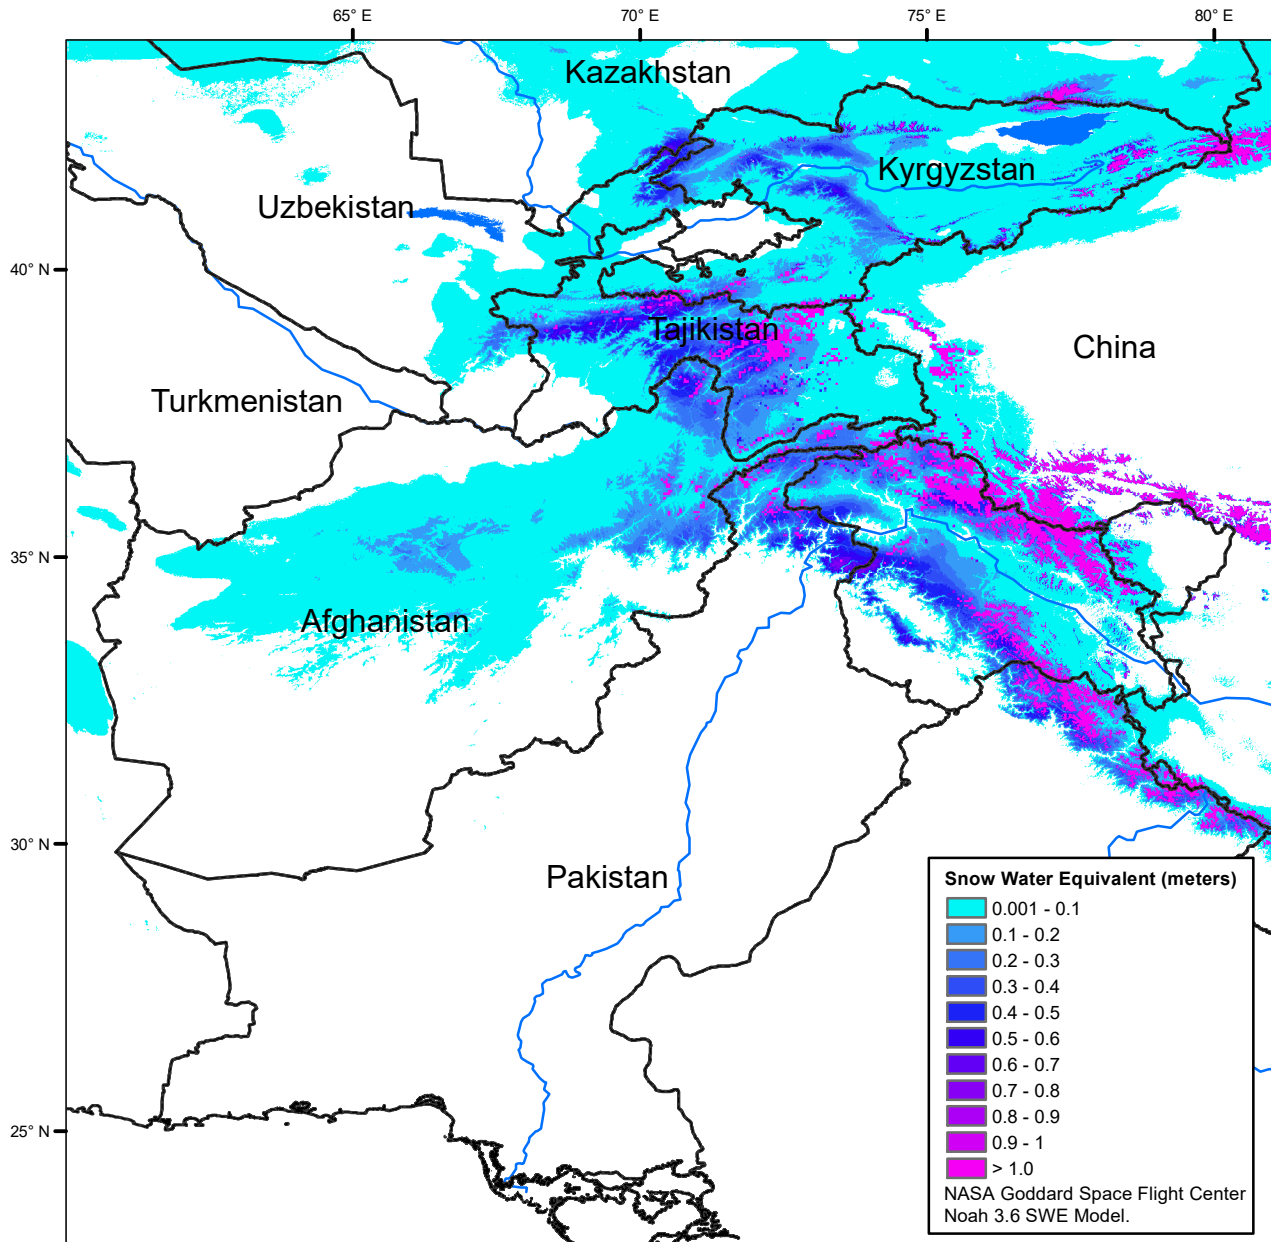 65° E
70° E
75° E
80° E
Kazakhstan
Kyrgyzstan
Uzbekistan
40° N
Tajikistan
China
Turkmenistan
35° N
Afghanistan
30° N
Pakistan
25° N
Snow Water Equivalent (meters)
0.001 - 0.1
0.1 - 0.2
0.2 - 0.3
0.3 - 0.4
0.4 - 0.5
0.5 - 0.6
0.6 - 0.7
0.7 - 0.8
0.8 - 0.9
0.9 - 1
> 1.0
NASA Goddard Space Flight Center
Noah 3.6 SWE Model.